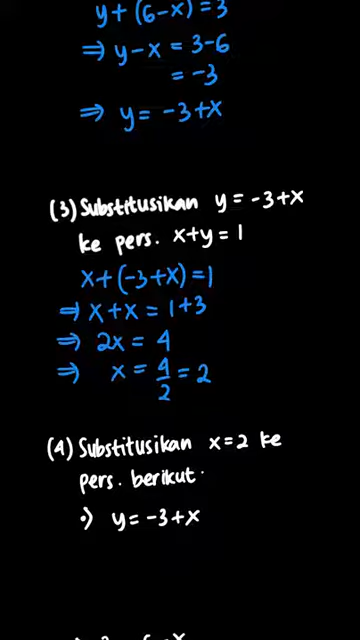 y+(6-x)=3
⇒ y-x = 3-6
= -3
⇒ y = -3+x
(3) Substitusikan y = -3+x
ke pers. x+y=1
x+(-3+x)=1
⇒ x+x = 1+3
⇒ 2x = 4
⇒ x = 4/2 = 2
(4) Substitusikan x=2 ke
pers. berikut.
•) y = -3+x